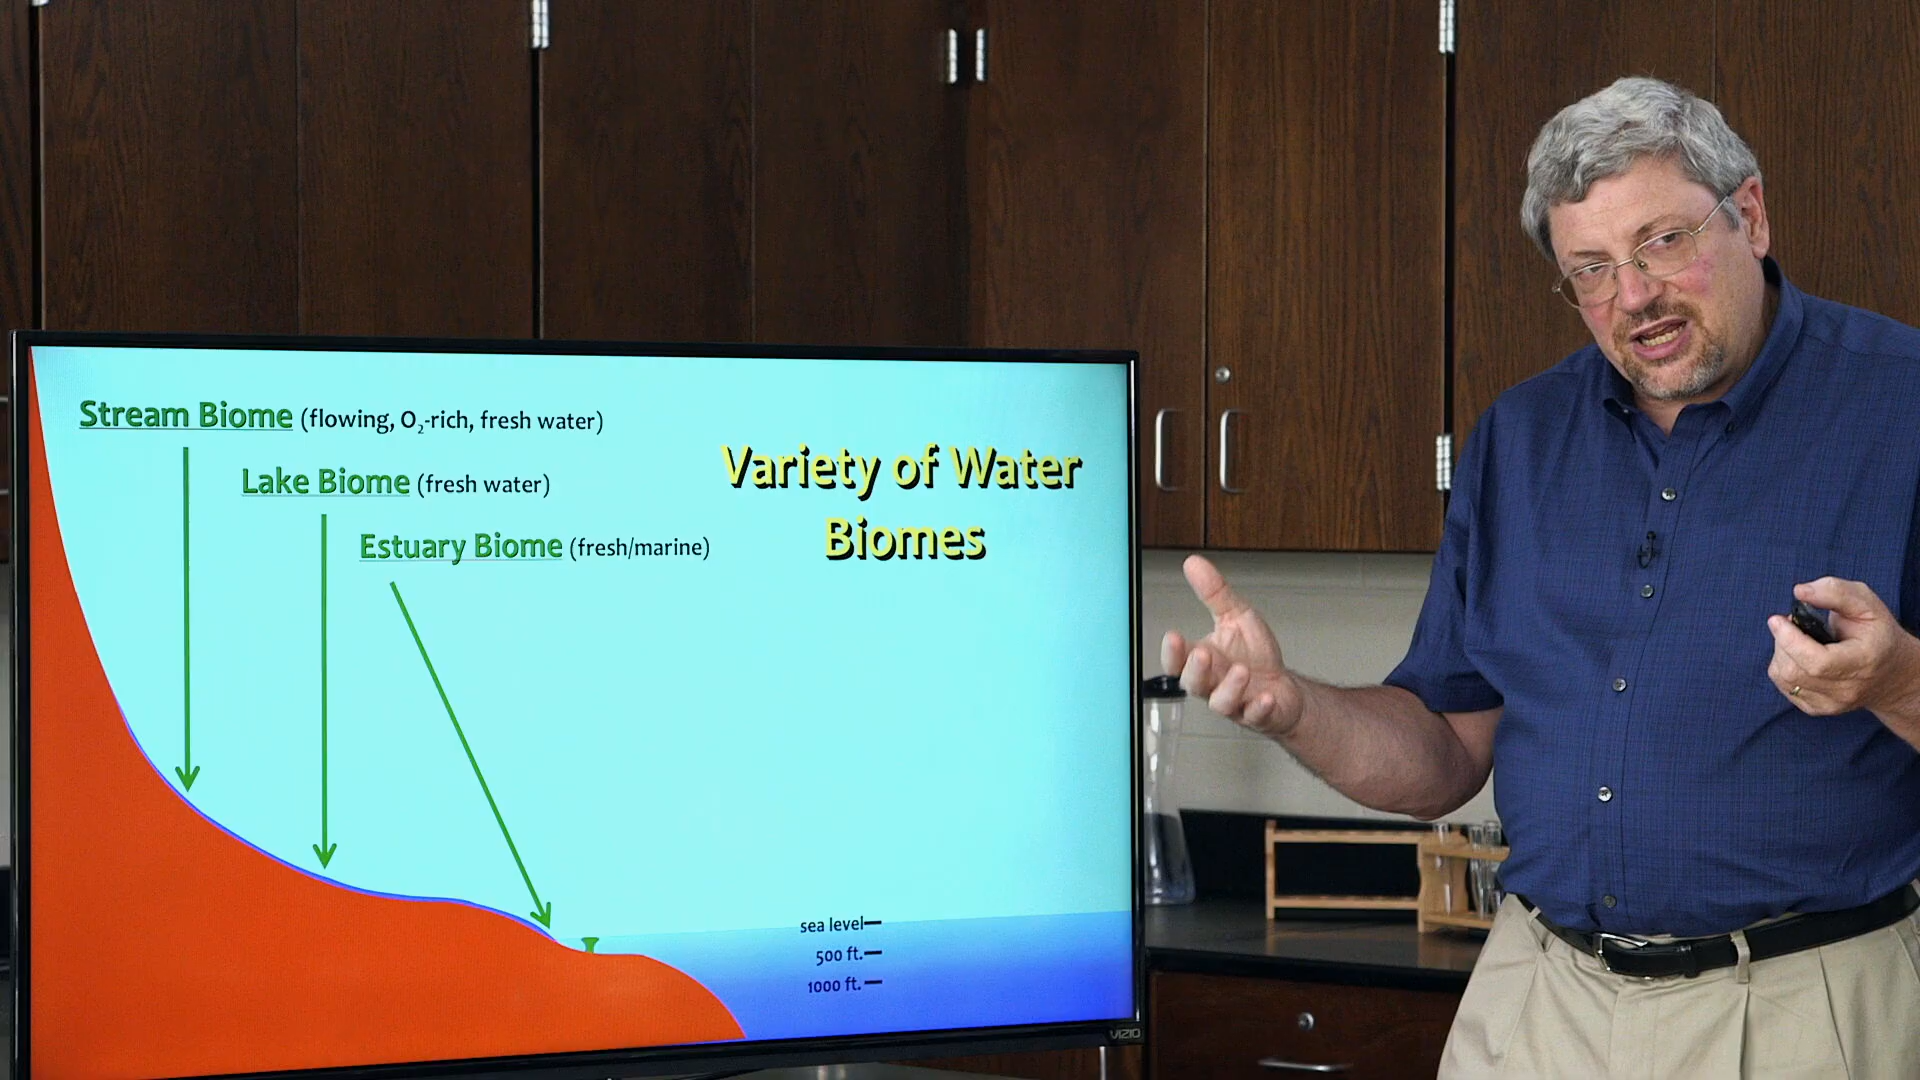 Stream Biome (flowing, O₂-rich, fresh water)
Lake Biome (fresh water)
Estuary Biome (fresh/marine)
Variety of Water
Biomes
sea level
500 ft.
1000 ft.
VIZIO